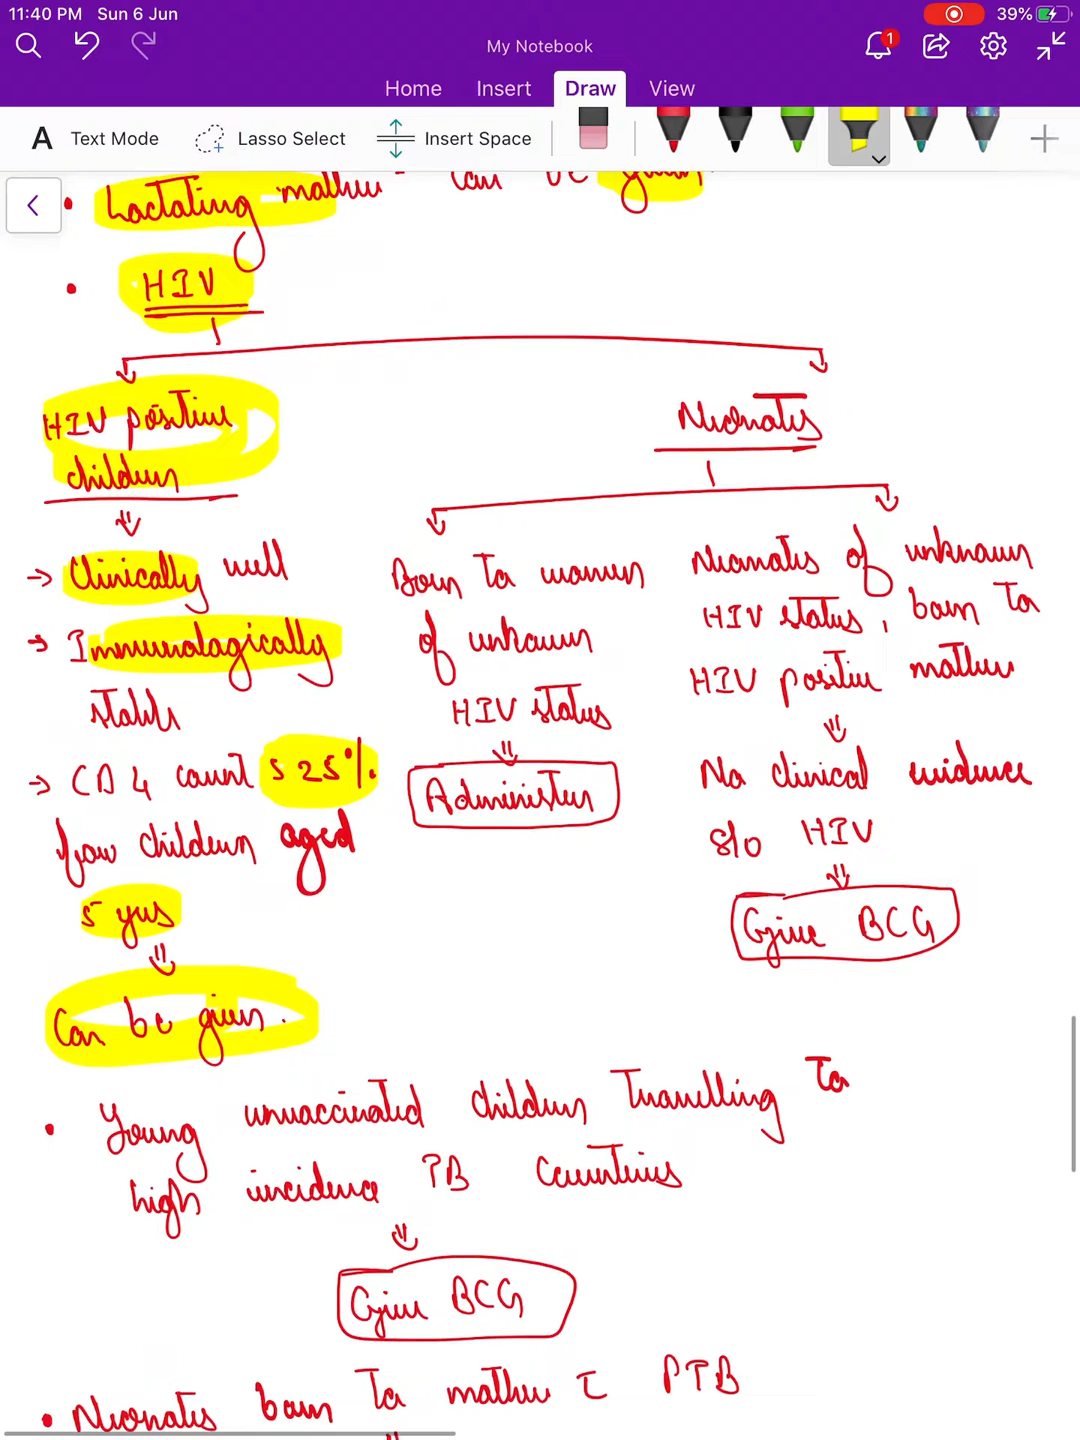 11:40 PM Sun 6 Jun
39%
1
My Notebook
Home Insert Draw View
A Text Mode Lasso Select Insert Space
• Lactating mother can be given
• HIV
HIV positive
children
Neonates
→ Clinically well
→ Immunologically
stable
→ CD4 count 25%
for children aged
5 yrs
Can be given.
Born to women
of unknown
HIV status
Administer
Neonates of unknown
HIV status, born to
HIV positive mother
No clinical evidence
s/o HIV
Give BCG
• Young unvaccinated children travelling to
high incidence TB countries
Give BCG
• Neonates born to mother c PTB